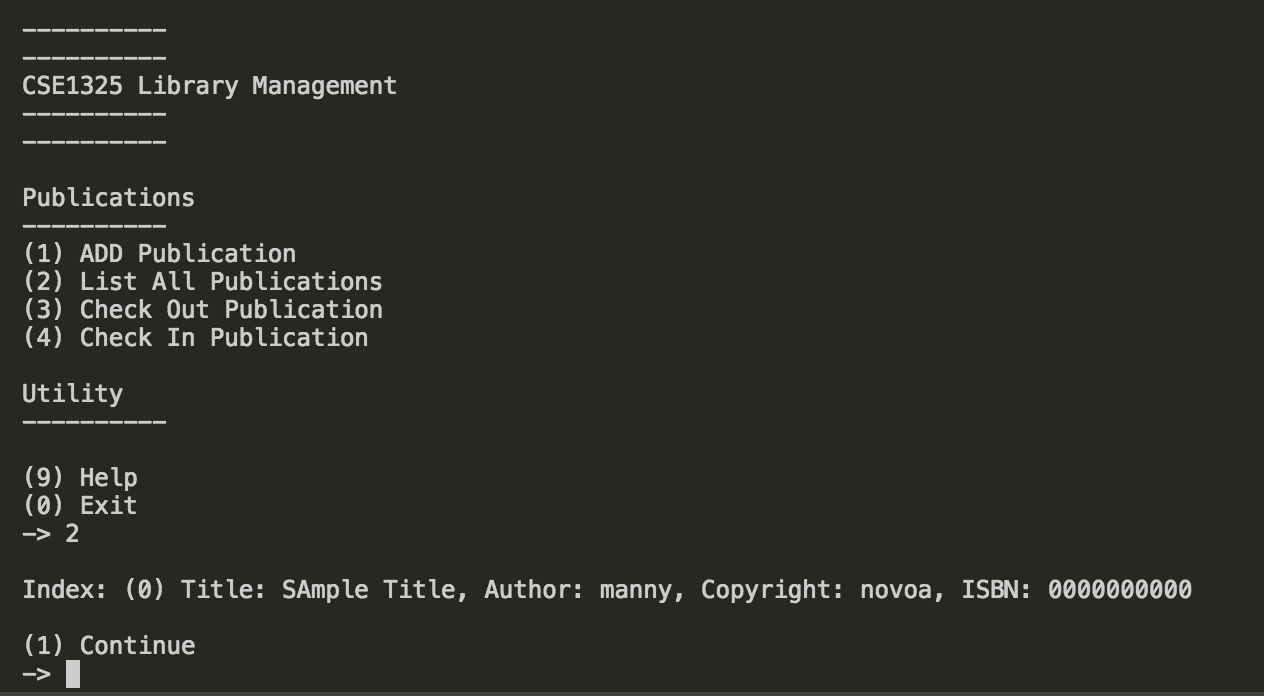 ----------
----------
CSE1325 Library Management
----------
----------
Publications
----------
(1) ADD Publication
(2) List All Publications
(3) Check Out Publication
(4) Check In Publication
Utility
----------
(9) Help
(0) Exit
-> 2
Index: (0) Title: SAmple Title, Author: manny, Copyright: novoa, ISBN: 0000000000
(1) Continue
->